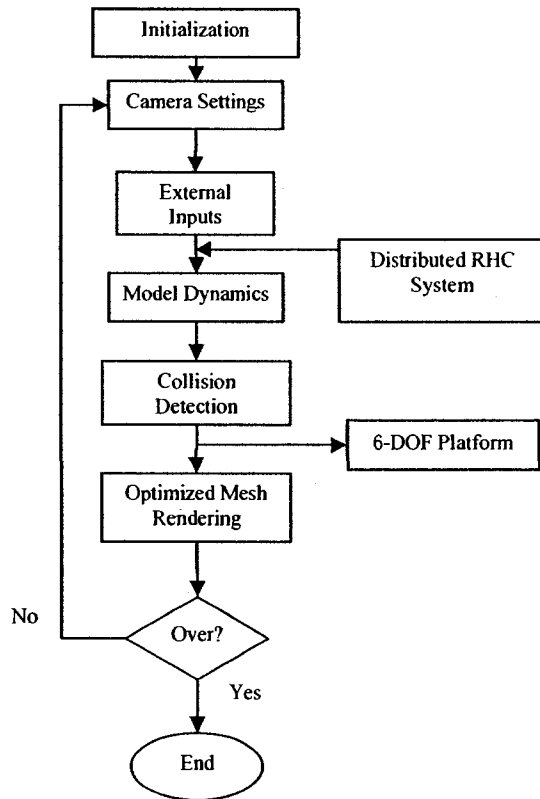 Initialization
Camera Settings
External
Inputs
Distributed RHC
System
Model Dynamics
Collision
Detection
6-DOF Platform
Optimized Mesh
Rendering
No
Over?
Yes
End